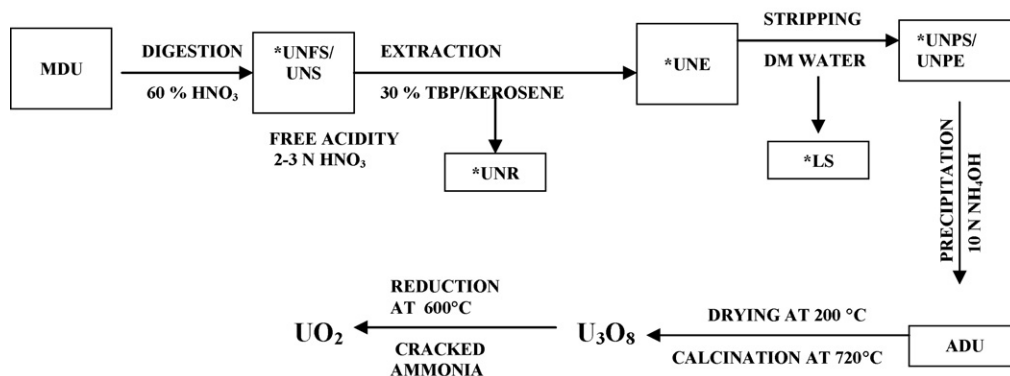 MDU
DIGESTION
60 % HNO₃
*UNFS/
UNS
FREE ACIDITY
2-3 N HNO₃
EXTRACTION
30 % TBP/KEROSENE
*UNR
*UNE
STRIPPING
DM WATER
*LS
*UNPS/
UNPE
PRECIPITATION
10 N NH₄OH
ADU
DRYING AT 200 °C
CALCINATION AT 720°C
U₃O₈
REDUCTION
AT 600°C
CRACKED
AMMONIA
UO₂